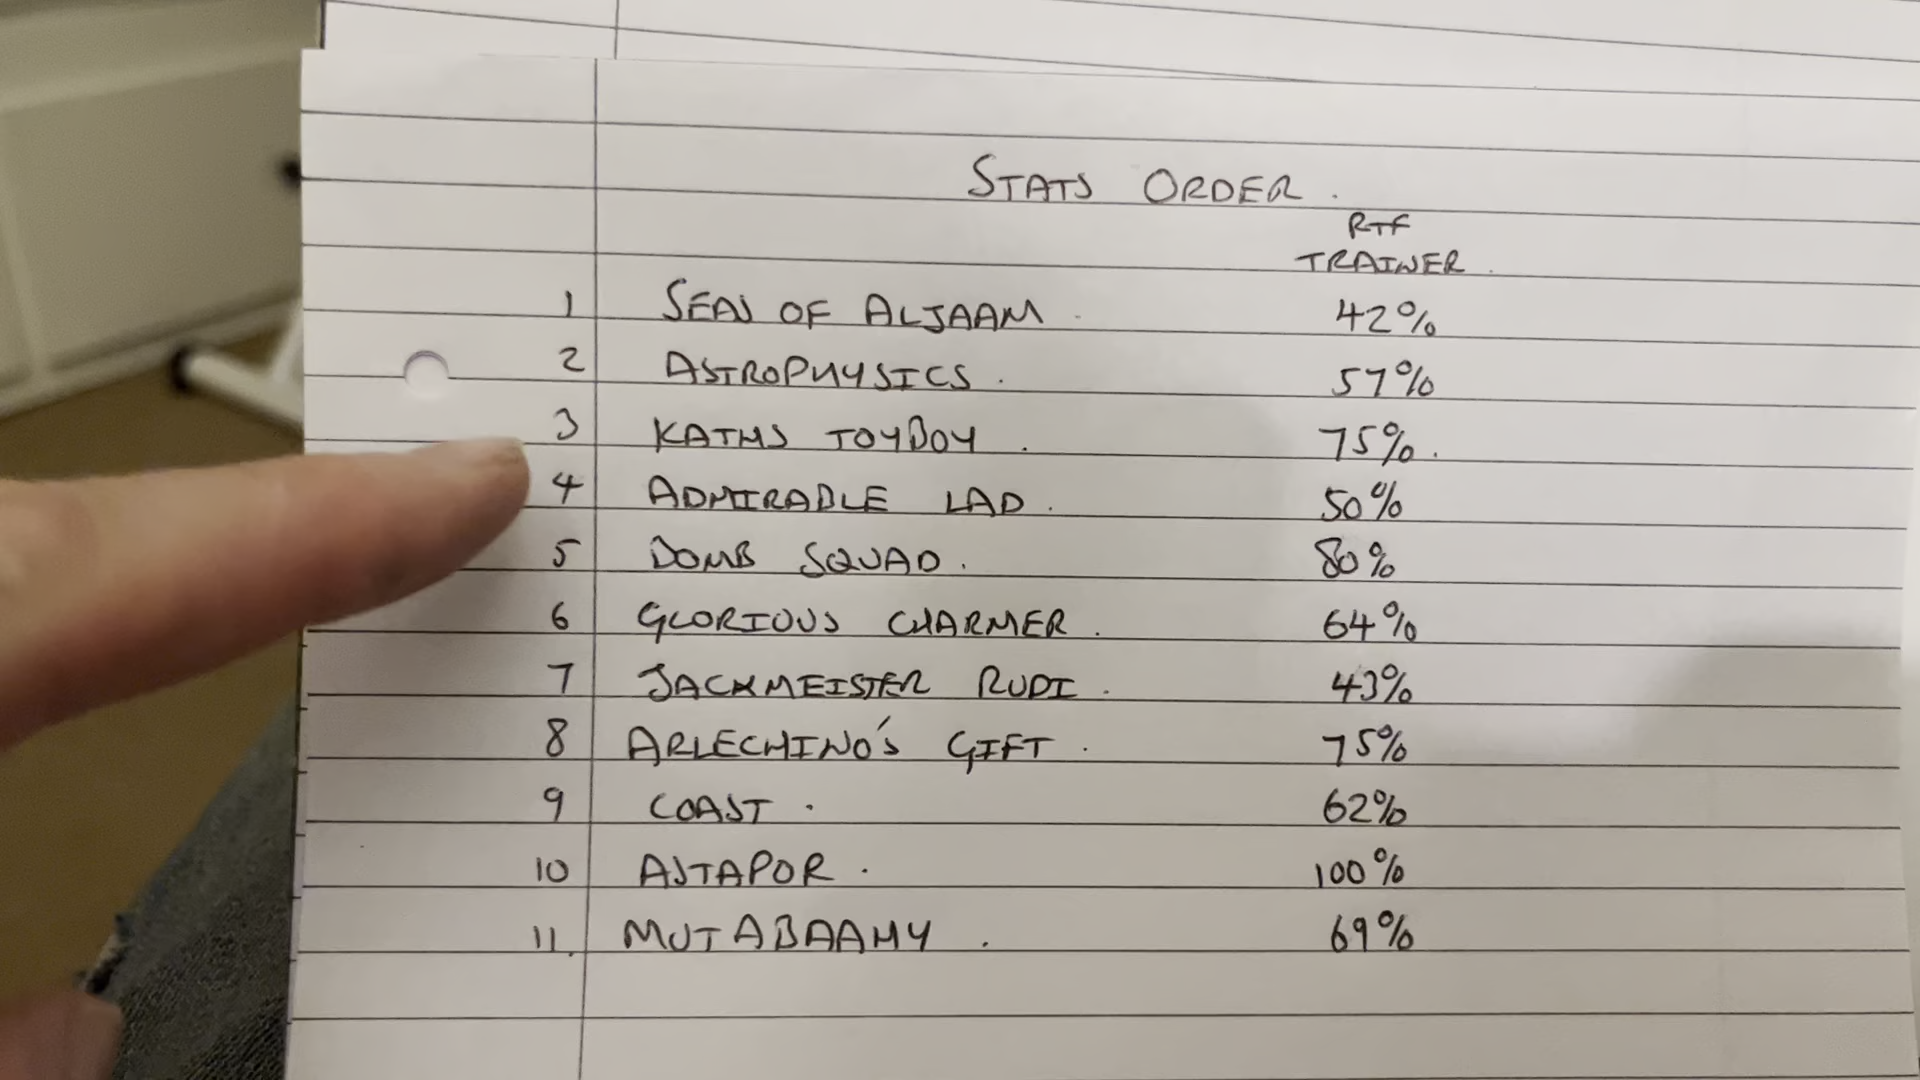 STATS ORDER.
RTF
TRAINER.
1 SEAS OF ALJAAM. 42%
2 ASTROPHYSICS. 57%
3 KATHS TOYBOY. 75%.
4 ADMIRABLE LAD. 50%
5 BOMB SQUAD. 80%
6 GLORIOUS CHARMER. 64%
7 JACKMEISTER RUDI. 43%
8 ARLECHINO'S GIFT. 75%
9 COAST. 62%
10 ASTAPOR. 100%
11. MUTABAAHY. 69%